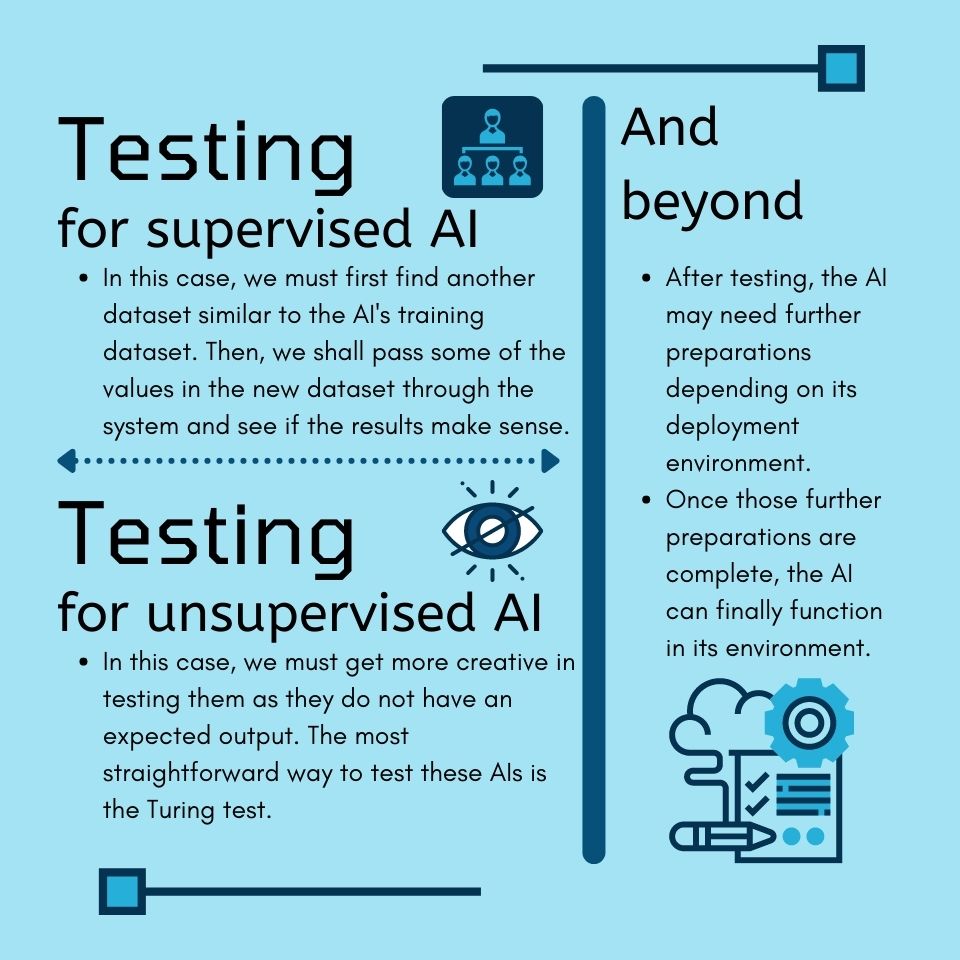 Testing
for supervised AI
• In this case, we must first find another
dataset similar to the AI's training
dataset. Then, we shall pass some of the
values in the new dataset through the
system and see if the results make sense.
Testing
for unsupervised AI
• In this case, we must get more creative in
testing them as they do not have an
expected output. The most
straightforward way to test these AIs is
the Turing test.
And
beyond
• After testing, the AI
may need further
preparations
depending on its
deployment
environment.
• Once those further
preparations are
complete, the AI
can finally function
in its environment.